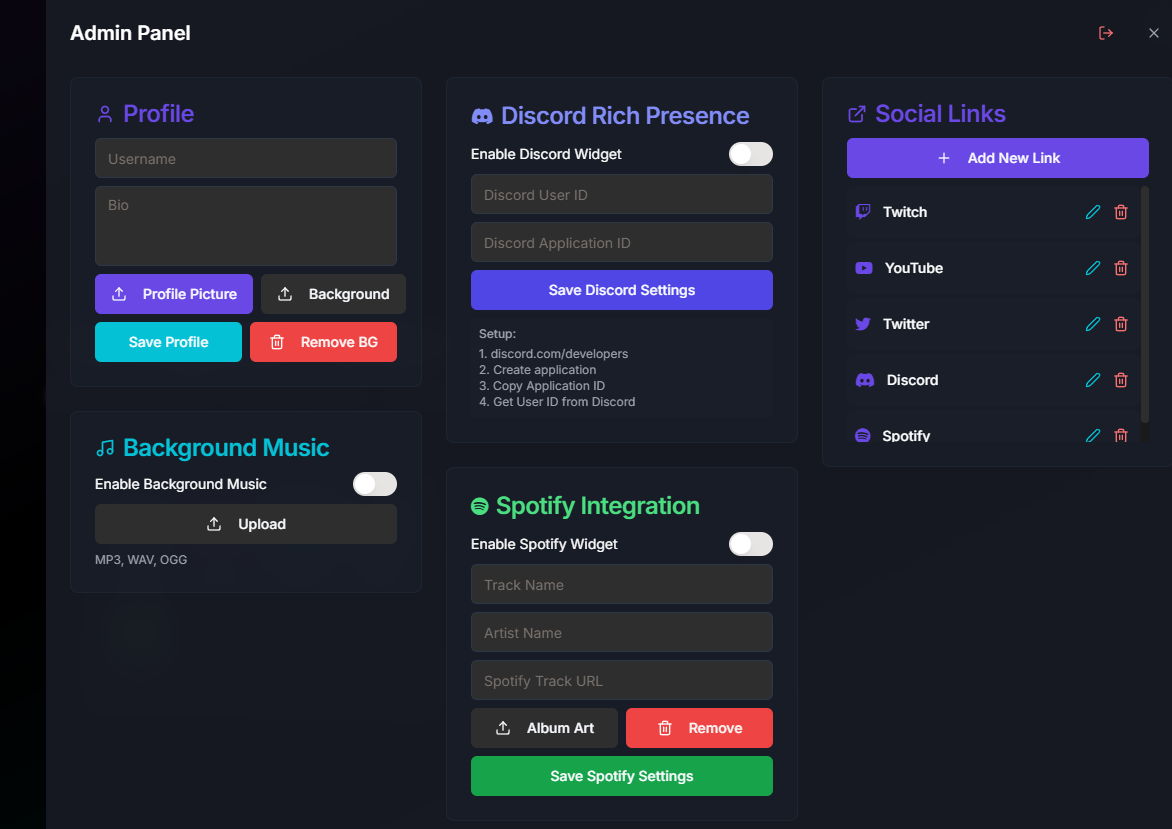 Admin Panel
Profile
Username
Bio
Profile Picture
Background
Save Profile
Remove BG
Background Music
Enable Background Music
Upload
MP3, WAV, OGG
Discord Rich Presence
Enable Discord Widget
Discord User ID
Discord Application ID
Save Discord Settings
Setup:
1. discord.com/developers
2. Create application
3. Copy Application ID
4. Get User ID from Discord
Spotify Integration
Enable Spotify Widget
Track Name
Artist Name
Spotify Track URL
Album Art
Remove
Save Spotify Settings
Social Links
Add New Link
Twitch
YouTube
Twitter
Discord
Spotify